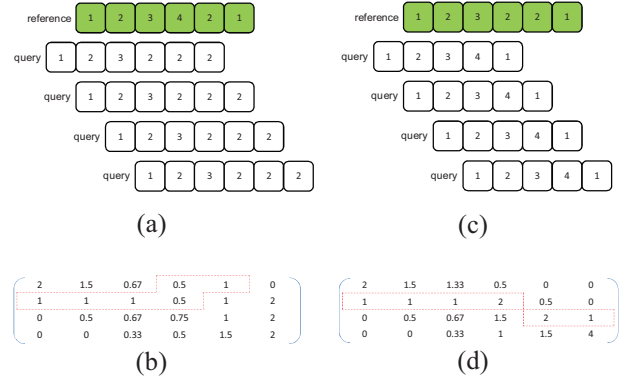 reference 1 2 3 4 2 1
query 1 2 3 2 2 2
query 1 2 3 2 2 2
query 1 2 3 2 2 2
query 1 2 3 2 2 2
(a)
reference 1 2 3 2 2 1
query 1 2 3 4 1
query 1 2 3 4 1
query 1 2 3 4 1
query 1 2 3 4 1
(c)
2 1.5 0.67 0.5 1 0
1 1 1 0.5 1 2
0 0.5 0.67 0.75 1 2
0 0 0.33 0.5 1.5 2
(b)
2 1.5 1.33 0.5 0 0
1 1 1 2 0.5 0
0 0.5 0.67 1.5 2 1
0 0 0.33 1 1.5 4
(d)